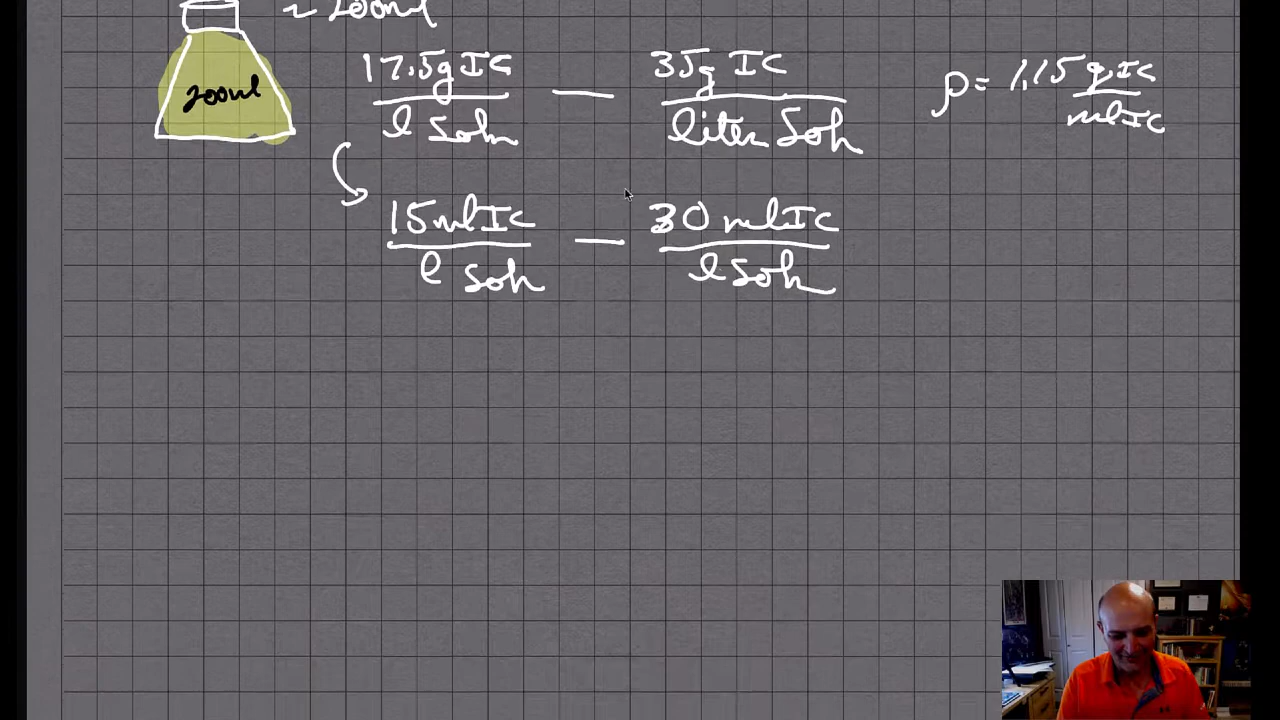 ~ 200ml
200ml
17.5g IC — 35g IC
l Soln liter Soln
ρ = 1.15 g IC
ml IC
15 ml IC — 30 ml IC
l Soln l Soln